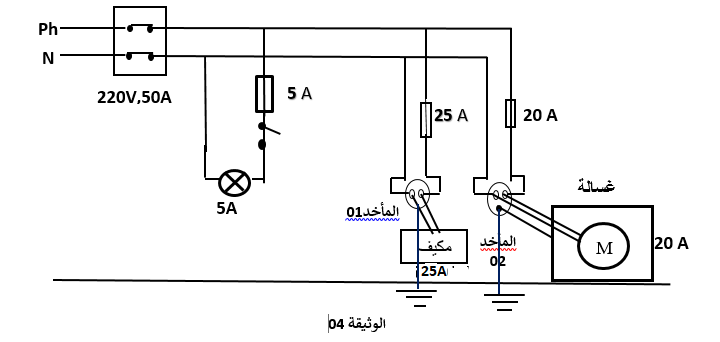 Ph
N
220V,50A
5 A
25 A
20 A
5A
المأخد01
مكيف
25A
المأخد
02
غسالة
M
20 A
الوثيقة 04